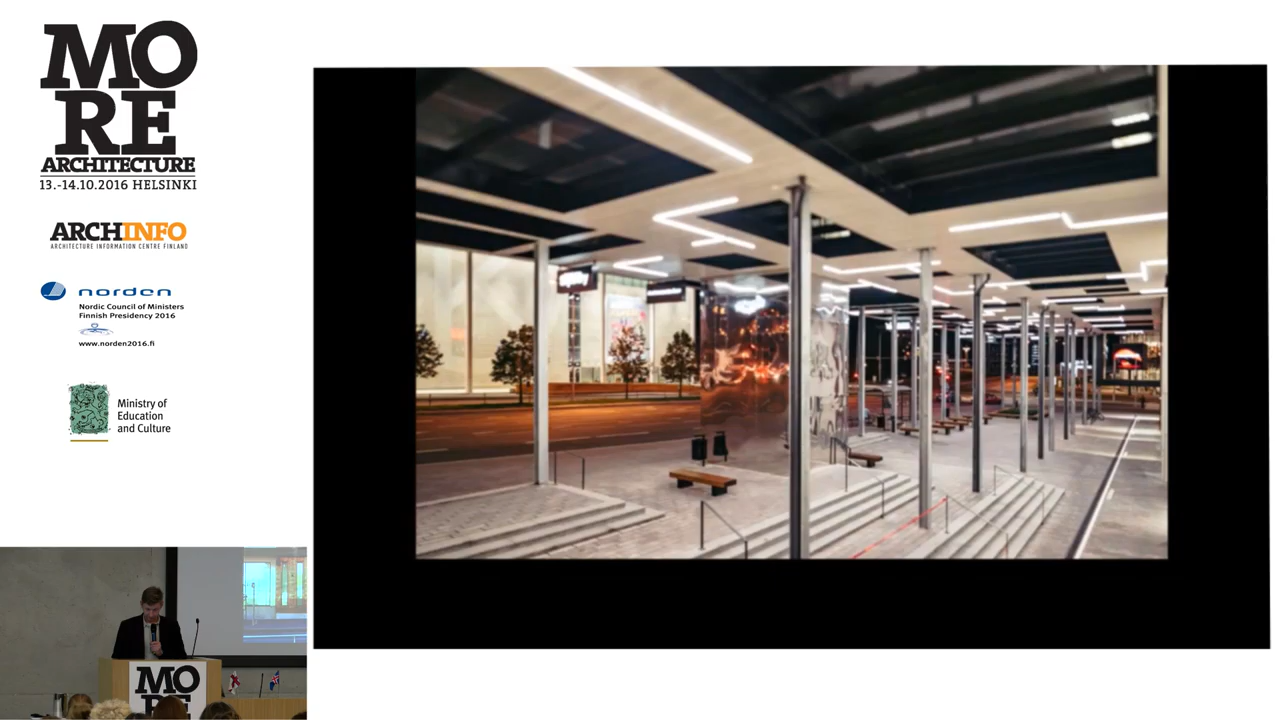 MO
RE
ARCHITECTURE
13.-14.10.2016 HELSINKI
ARCHINFO
ARCHITECTURE INFORMATION CENTRE FINLAND
norden
Nordic Council of Ministers
Finnish Presidency 2016
www.norden2016.fi
Ministry of
Education
and Culture
MO
RE